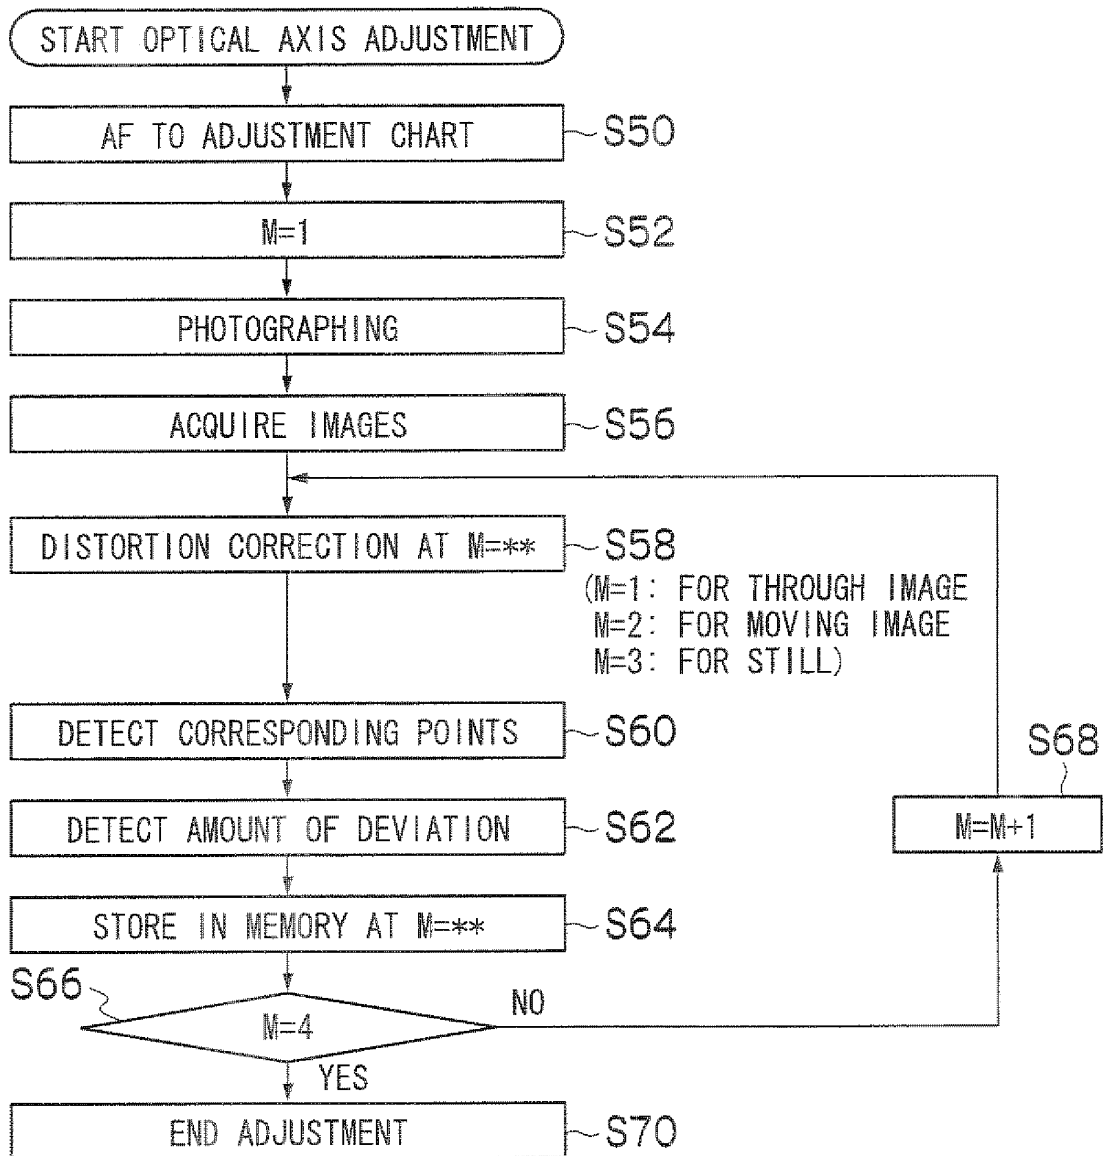 START OPTICAL AXIS ADJUSTMENT
AF TO ADJUSTMENT CHART
S50
M=1
S52
PHOTOGRAPHING
S54
ACQUIRE IMAGES
S56
DISTORTION CORRECTION AT M=**
S58
(M=1: FOR THROUGH IMAGE
M=2: FOR MOVING IMAGE
M=3: FOR STILL)
DETECT CORRESPONDING POINTS
S60
S68
M=M+1
DETECT AMOUNT OF DEVIATION
S62
STORE IN MEMORY AT M=**
S64
S66
M=4
NO
YES
END ADJUSTMENT
S70